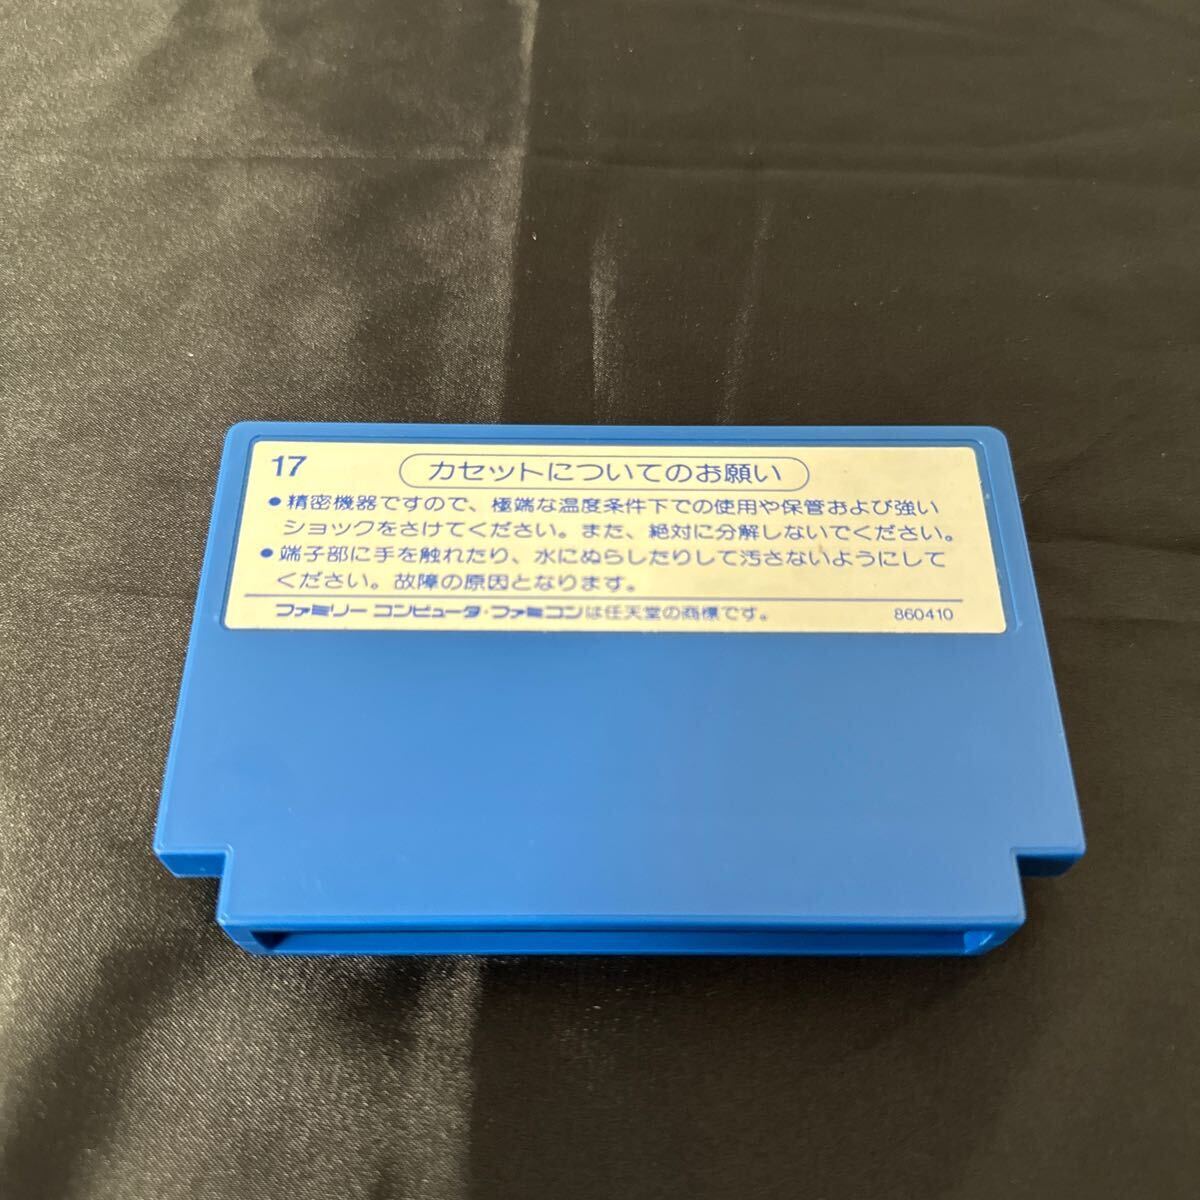 17
カセットについてのお願い
●精密機器ですので、極端な温度条件下での使用や保管および強い
ショックをさけてください。また、絶対に分解しないでください。
●端子部に手を触れたり、水にぬらしたりして汚さないようにして
ください。故障の原因となります。
ファミリー コンピュータ・ファミコンは任天堂の商標です。
860410